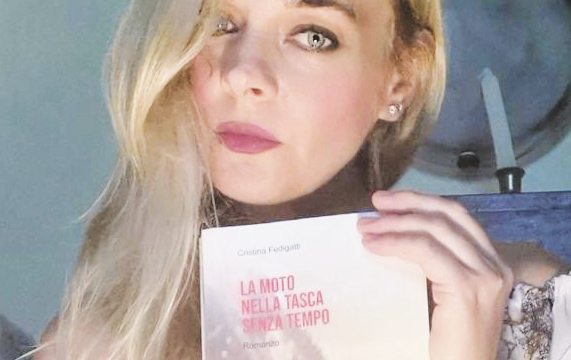 Cristina Fedigatti
LA MOTO
NELLA TASCA
SENZA TEMPO
Romanzo